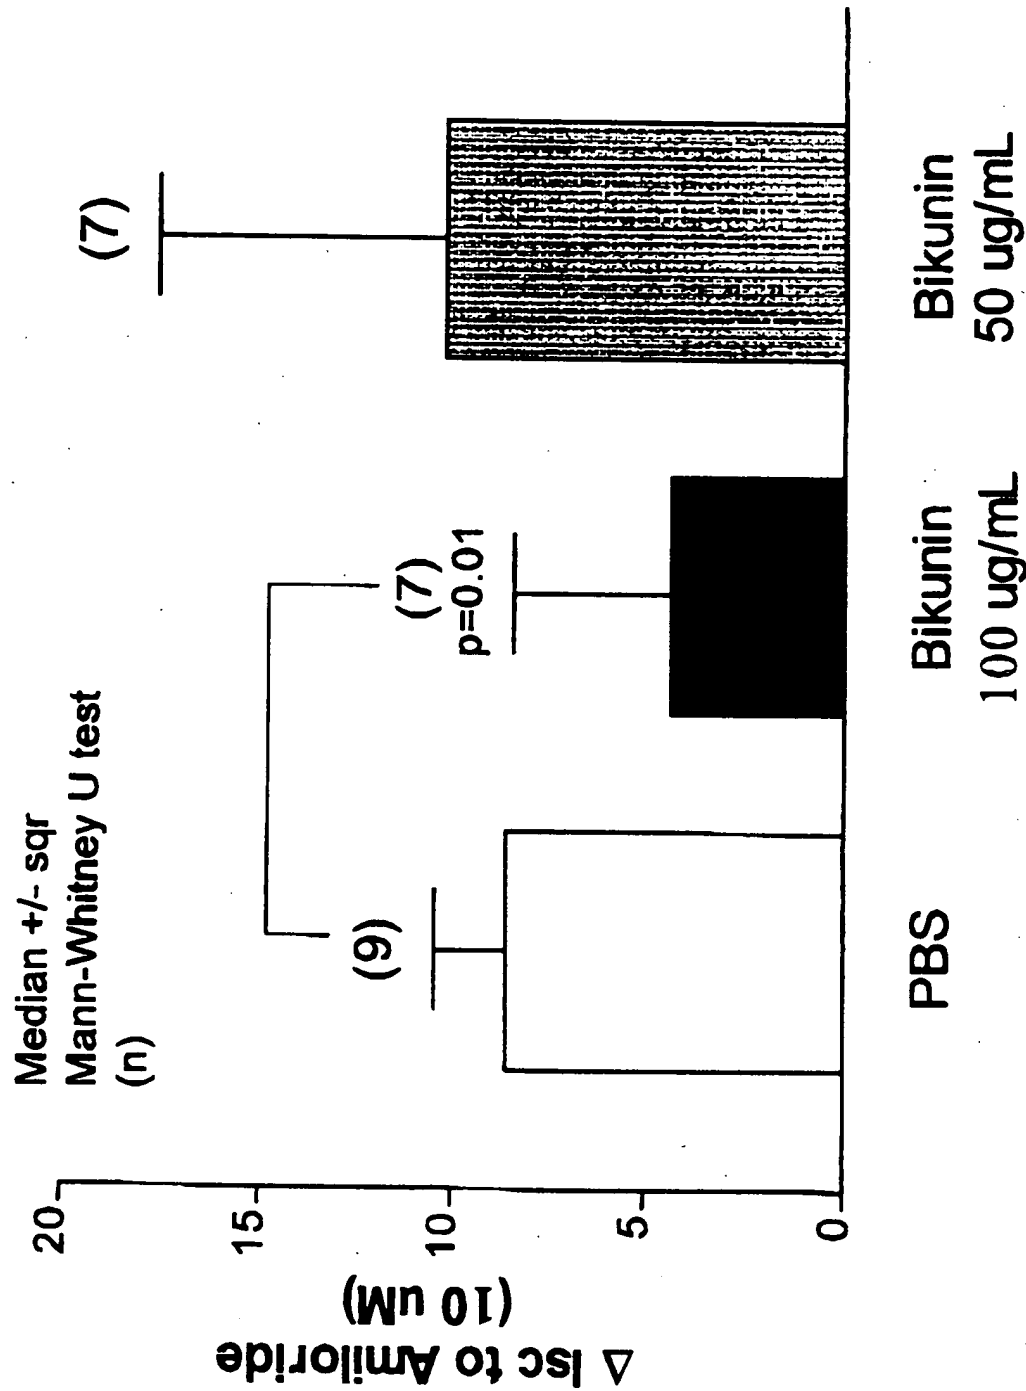 Median +/- sqr
Mann-Whitney U test
(n)
Δ Isc to Amiloride
(10 uM)
20
15
10
5
0
(9)
(7)
p=0.01
(7)
PBS
Bikunin
100 ug/mL
Bikunin
50 ug/mL